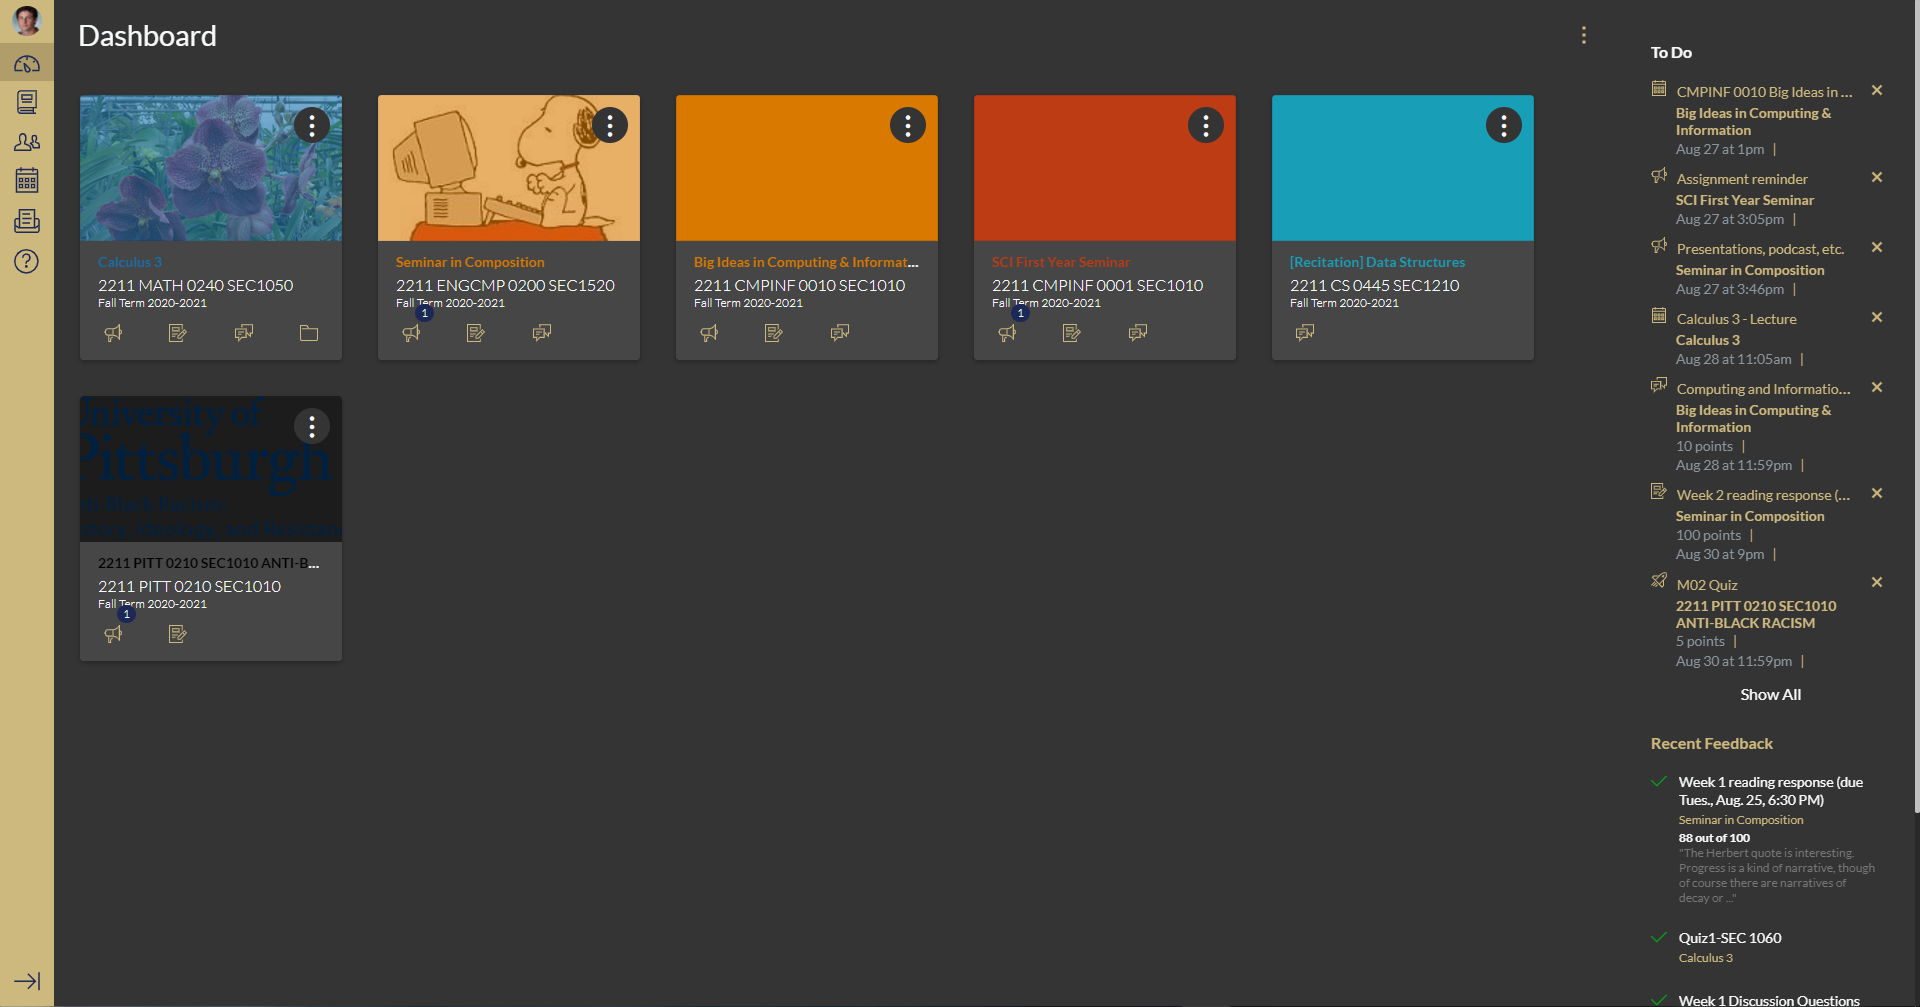 Dashboard
Calculus 3
2211 MATH 0240 SEC1050
Fall Term 2020-2021
Seminar in Composition
2211 ENGCMP 0200 SEC1520
Fall Term 2020-2021
1
Big Ideas in Computing & Informat...
2211 CMPINF 0010 SEC1010
Fall Term 2020-2021
SCI First Year Seminar
2211 CMPINF 0001 SEC1010
Fall Term 2020-2021
1
[Recitation] Data Structures
2211 CS 0445 SEC1210
Fall Term 2020-2021
University of
Pittsburgh
2211 PITT 0210 SEC1010 ANTI-B...
2211 PITT 0210 SEC1010
Fall Term 2020-2021
1
To Do
CMPINF 0010 Big Ideas in ...
Big Ideas in Computing &
Information
Aug 27 at 1pm |
Assignment reminder
SCI First Year Seminar
Aug 27 at 3:05pm |
Presentations, podcast, etc.
Seminar in Composition
Aug 27 at 3:46pm |
Calculus 3 - Lecture
Calculus 3
Aug 28 at 11:05am |
Computing and Informatio...
Big Ideas in Computing &
Information
10 points |
Aug 28 at 11:59pm |
Week 2 reading response (...
Seminar in Composition
100 points |
Aug 30 at 9pm |
M02 Quiz
2211 PITT 0210 SEC1010
ANTI-BLACK RACISM
5 points |
Aug 30 at 11:59pm |
Show All
Recent Feedback
Week 1 reading response (due
Tues., Aug. 25, 6:30 PM)
Seminar in Composition
88 out of 100
"The Herbert quote is interesting.
Progress is a kind of narrative, though
of course there are narratives of
decay or ..."
Quiz1-SEC 1060
Calculus 3
Week 1 Discussion Questions